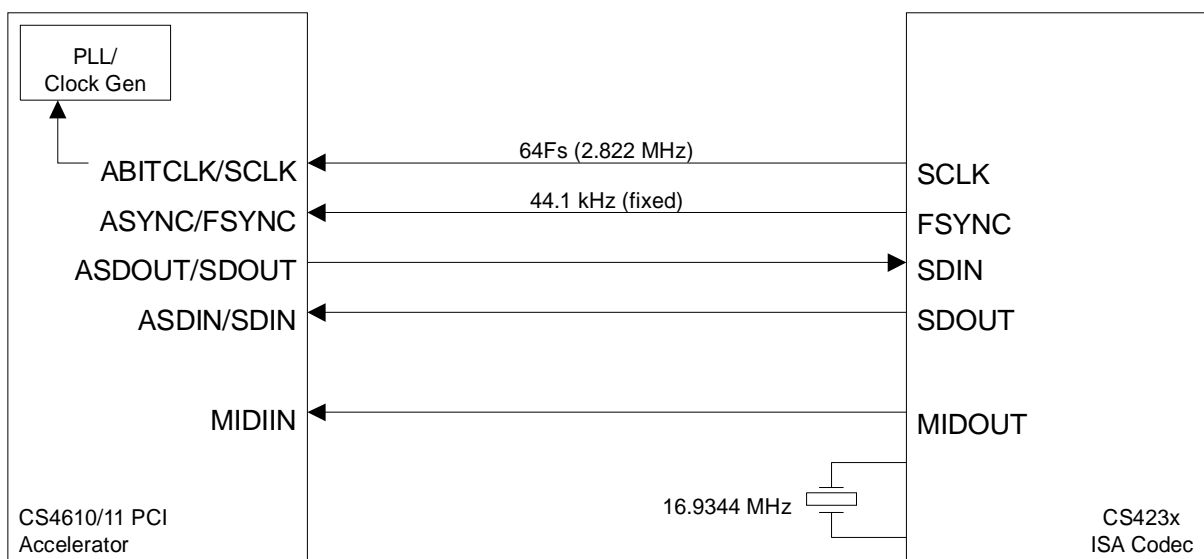 PLL/
Clock Gen
64Fs (2.822 MHz)
ABITCLK/SCLK
SCLK
44.1 kHz (fixed)
ASYNC/FSYNC
FSYNC
ASDOUT/SDOUT
SDIN
ASDIN/SDIN
SDOUT
MIDIIN
MIDOUT
16.9344 MHz
CS4610/11 PCI
Accelerator
CS423x
ISA Codec